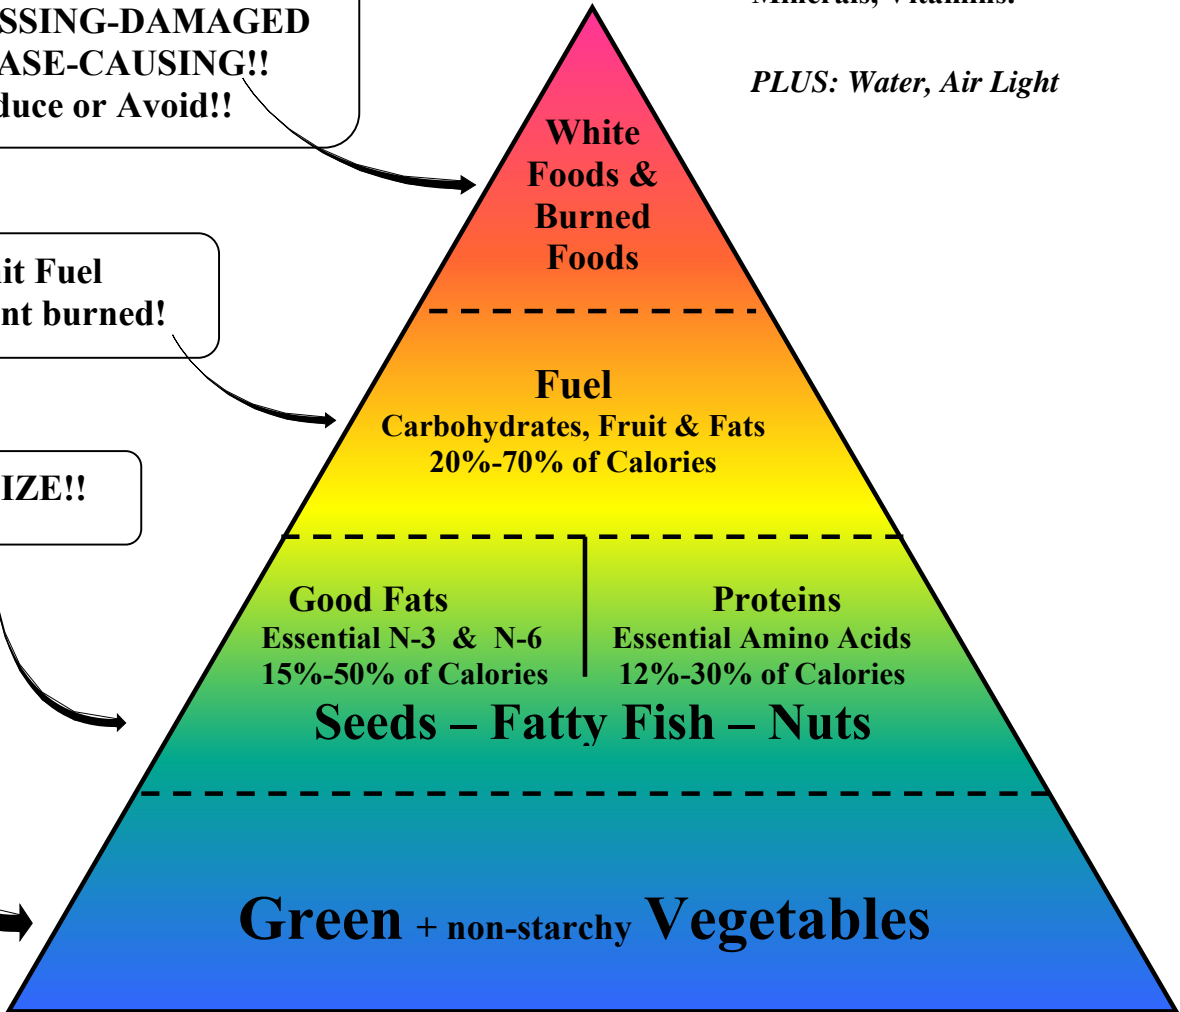 SSING-DAMAGED
ASE-CAUSING!!
duce or Avoid!!
Minerals, Vitamins.
PLUS: Water, Air Light
White
Foods &
Burned
Foods
it Fuel
nt burned!
Fuel
Carbohydrates, Fruit & Fats
20%-70% of Calories
IZE!!
Good Fats
Essential N-3 & N-6
15%-50% of Calories
Proteins
Essential Amino Acids
12%-30% of Calories
Seeds – Fatty Fish – Nuts
Green + non-starchy Vegetables